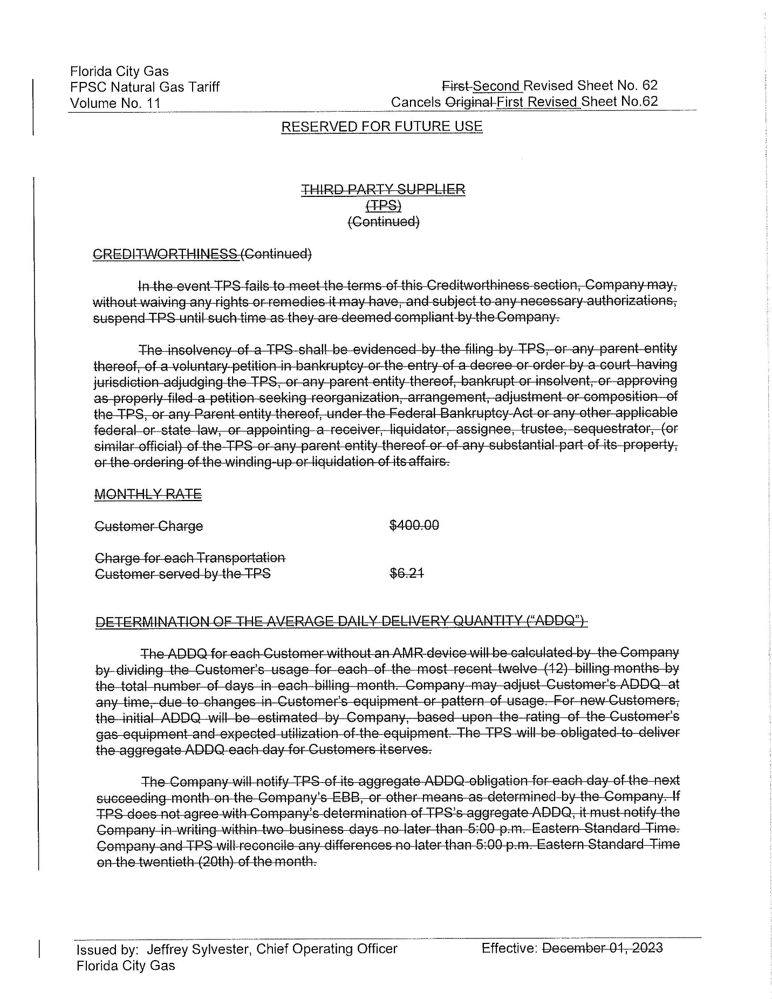 Florida City Gas
FPSC Natural Gas Tariff
First Second Revised Sheet No. 62
Volume No. 11
Cancels Original First Revised Sheet No.62
RESERVED FOR FUTURE USE
THIRD PARTY SUPPLIER
(TPS)
(Continued)
CREDITWORTHINESS (Continued)
In the event TPS fails to meet the terms of this Creditworthiness section, Company may,
without waiving any rights or remedies it may have, and subject to any necessary authorizations,
suspend TPS until such time as they are deemed compliant by the Company.
The insolvency of a TPS shall be evidenced by the filing by TPS, or any parent entity
thereof, of a voluntary petition in bankruptcy or the entry of a decree or order by a court having
jurisdiction adjudging the TPS, or any parent entity thereof, bankrupt or insolvent, or approving
as properly filed a petition seeking reorganization, arrangement, adjustment or composition of
the TPS, or any Parent entity thereof, under the Federal Bankruptcy Act or any other applicable
federal or state law, or appointing a receiver, liquidator, assignee, trustee, sequestrator, (or
similar official) of the TPS or any parent entity thereof or of any substantial part of its property,
or the ordering of the winding-up or liquidation of its affairs.
MONTHLY RATE
Customer Charge $400.00
Charge for each Transportation
Customer served by the TPS $6.21
DETERMINATION OF THE AVERAGE DAILY DELIVERY QUANTITY (“ADDQ”)
The ADDQ for each Customer without an AMR device will be calculated by the Company
by dividing the Customer’s usage for each of the most recent twelve (12) billing months by
the total number of days in each billing month. Company may adjust Customer’s ADDQ at
any time, due to changes in Customer’s equipment or pattern of usage. For new Customers,
the initial ADDQ will be estimated by Company, based upon the rating of the Customer’s
gas equipment and expected utilization of the equipment. The TPS will be obligated to deliver
the aggregate ADDQ each day for Customers it serves.
The Company will notify TPS of its aggregate ADDQ obligation for each day of the next
succeeding month on the Company’s EBB, or other means as determined by the Company. If
TPS does not agree with Company’s determination of TPS’s aggregate ADDQ, it must notify the
Company in writing within two business days no later than 5:00 p.m. Eastern Standard Time.
Company and TPS will reconcile any differences no later than 5:00 p.m. Eastern Standard Time
on the twentieth (20th) of the month.
Issued by: Jeffrey Sylvester, Chief Operating Officer
Effective: December 01, 2023
Florida City Gas